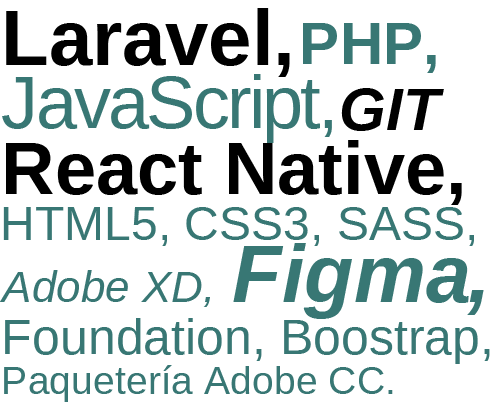 Laravel, PHP,
JavaScript, GIT
React Native,
HTML5, CSS3, SASS,
Adobe XD, Figma,
Foundation, Boostrap,
Paquetería Adobe CC.